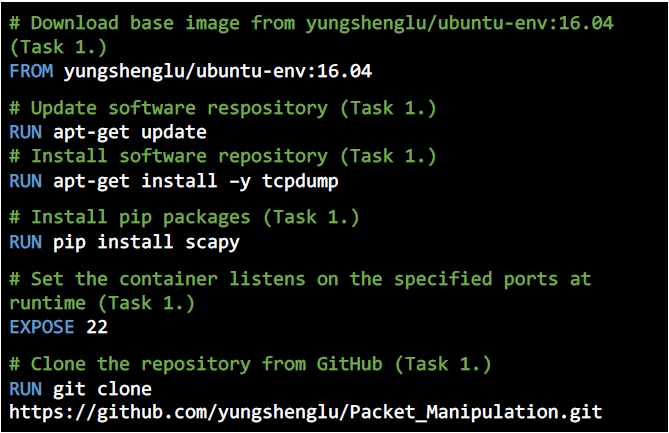 # Download base image from yungshenglu/ubuntu-env:16.04
(Task 1.)
FROM yungshenglu/ubuntu-env:16.04
# Update software respository (Task 1.)
RUN apt-get update
# Install software repository (Task 1.)
RUN apt-get install –y tcpdump
# Install pip packages (Task 1.)
RUN pip install scapy
# Set the container listens on the specified ports at
runtime (Task 1.)
EXPOSE 22
# Clone the repository from GitHub (Task 1.)
RUN git clone
https://github.com/yungshenglu/Packet_Manipulation.git